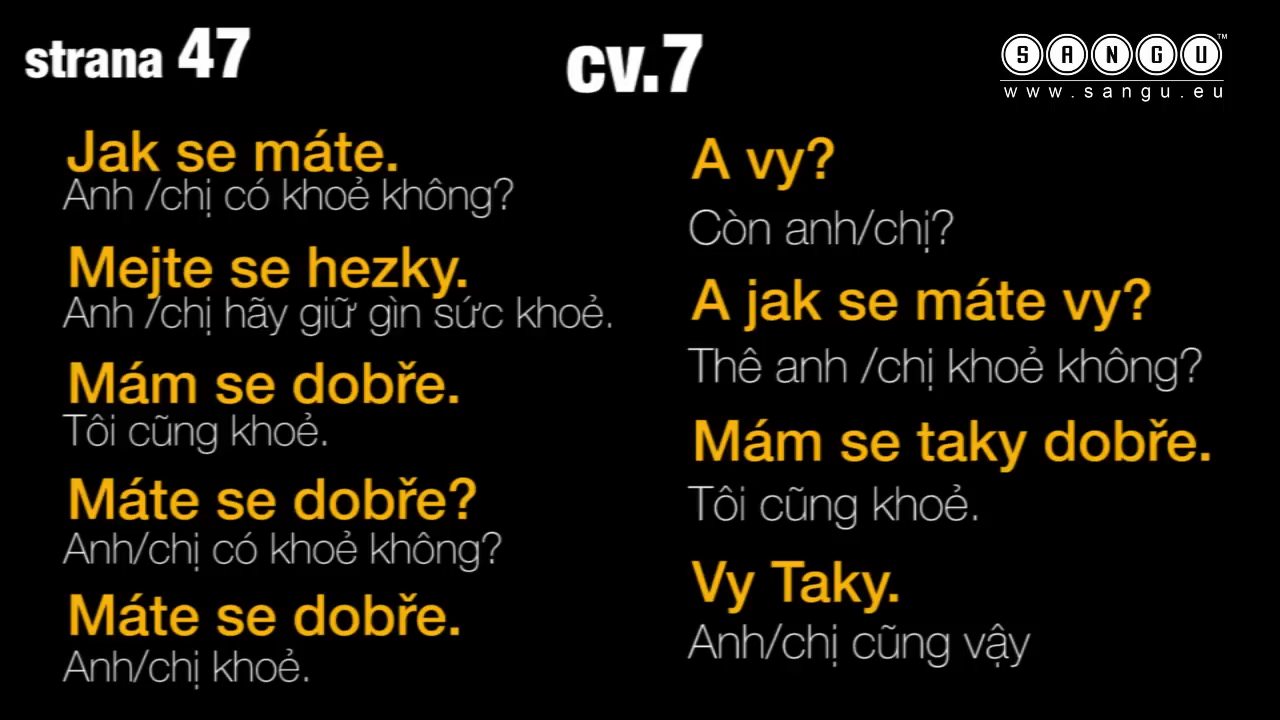 strana 47
cv.7
SANGU™
www.sangu.eu
Jak se máte.
Anh /chị có khoẻ không?
Mejte se hezky.
Anh /chị hãy giữ gìn sức khoẻ.
Mám se dobře.
Tôi cũng khoẻ.
Máte se dobře?
Anh/chị có khoẻ không?
Máte se dobře.
Anh/chị khoẻ.
A vy?
Còn anh/chị?
A jak se máte vy?
Thê anh /chị khoẻ không?
Mám se taky dobře.
Tôi cũng khoẻ.
Vy Taky.
Anh/chị cũng vậy